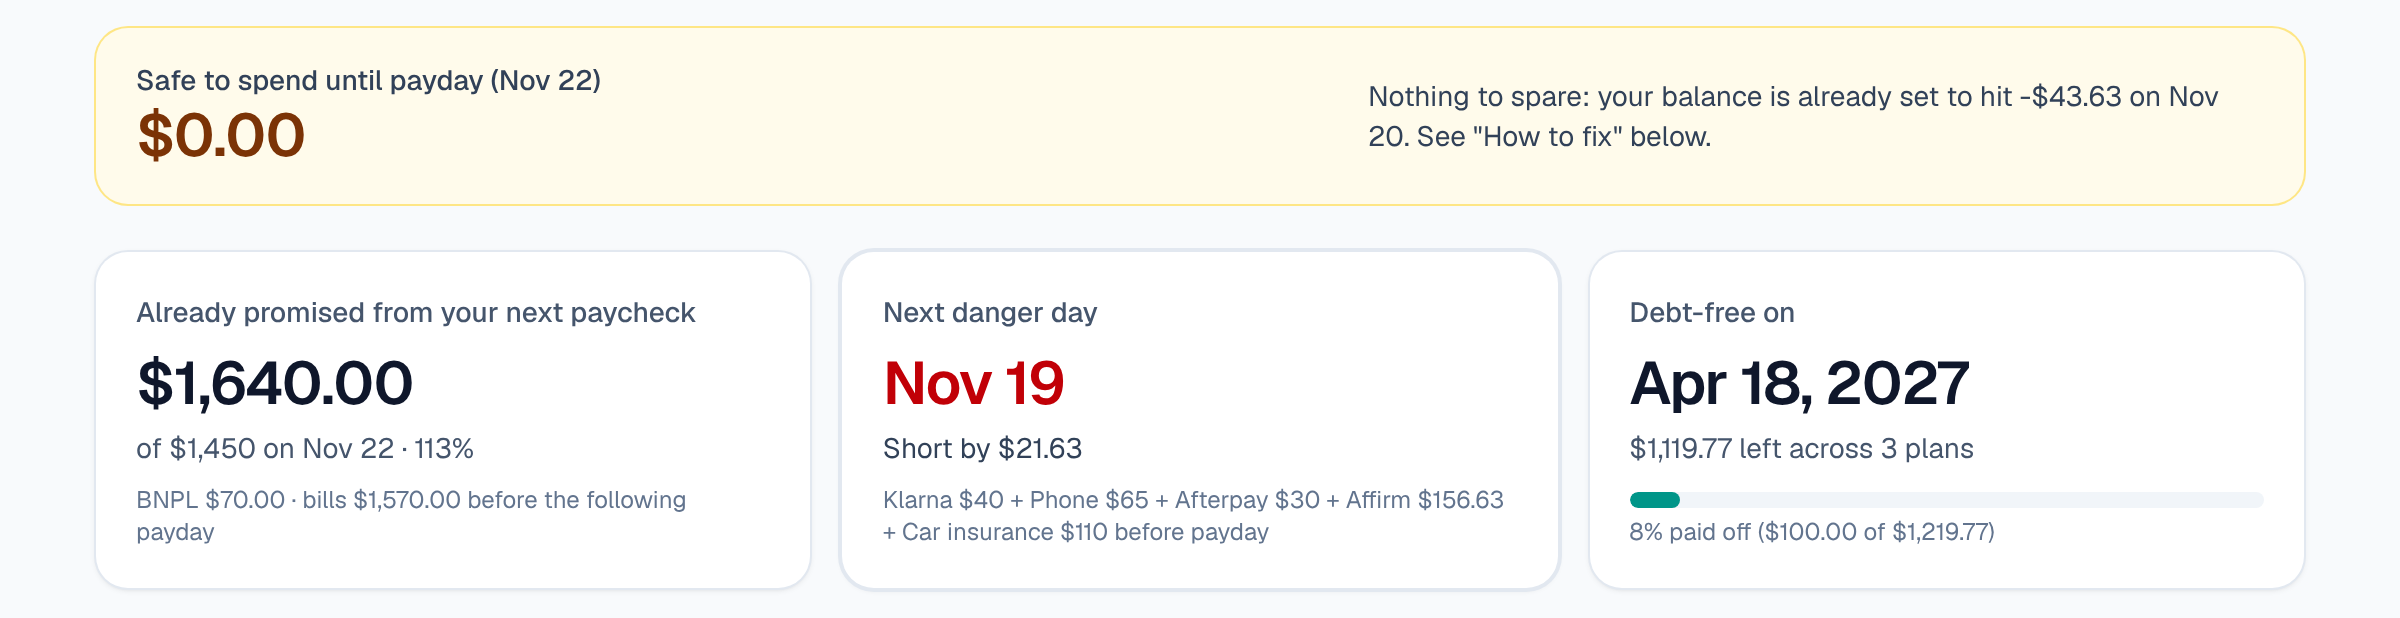 Safe to spend until payday (Nov 22)
$0.00
Nothing to spare: your balance is already set to hit -$43.63 on Nov
20. See "How to fix" below.
Already promised from your next paycheck
$1,640.00
of $1,450 on Nov 22 · 113%
BNPL $70.00 · bills $1,570.00 before the following
payday
Next danger day
Nov 19
Short by $21.63
Klarna $40 + Phone $65 + Afterpay $30 + Affirm $156.63
+ Car insurance $110 before payday
Debt-free on
Apr 18, 2027
$1,119.77 left across 3 plans
8% paid off ($100.00 of $1,219.77)